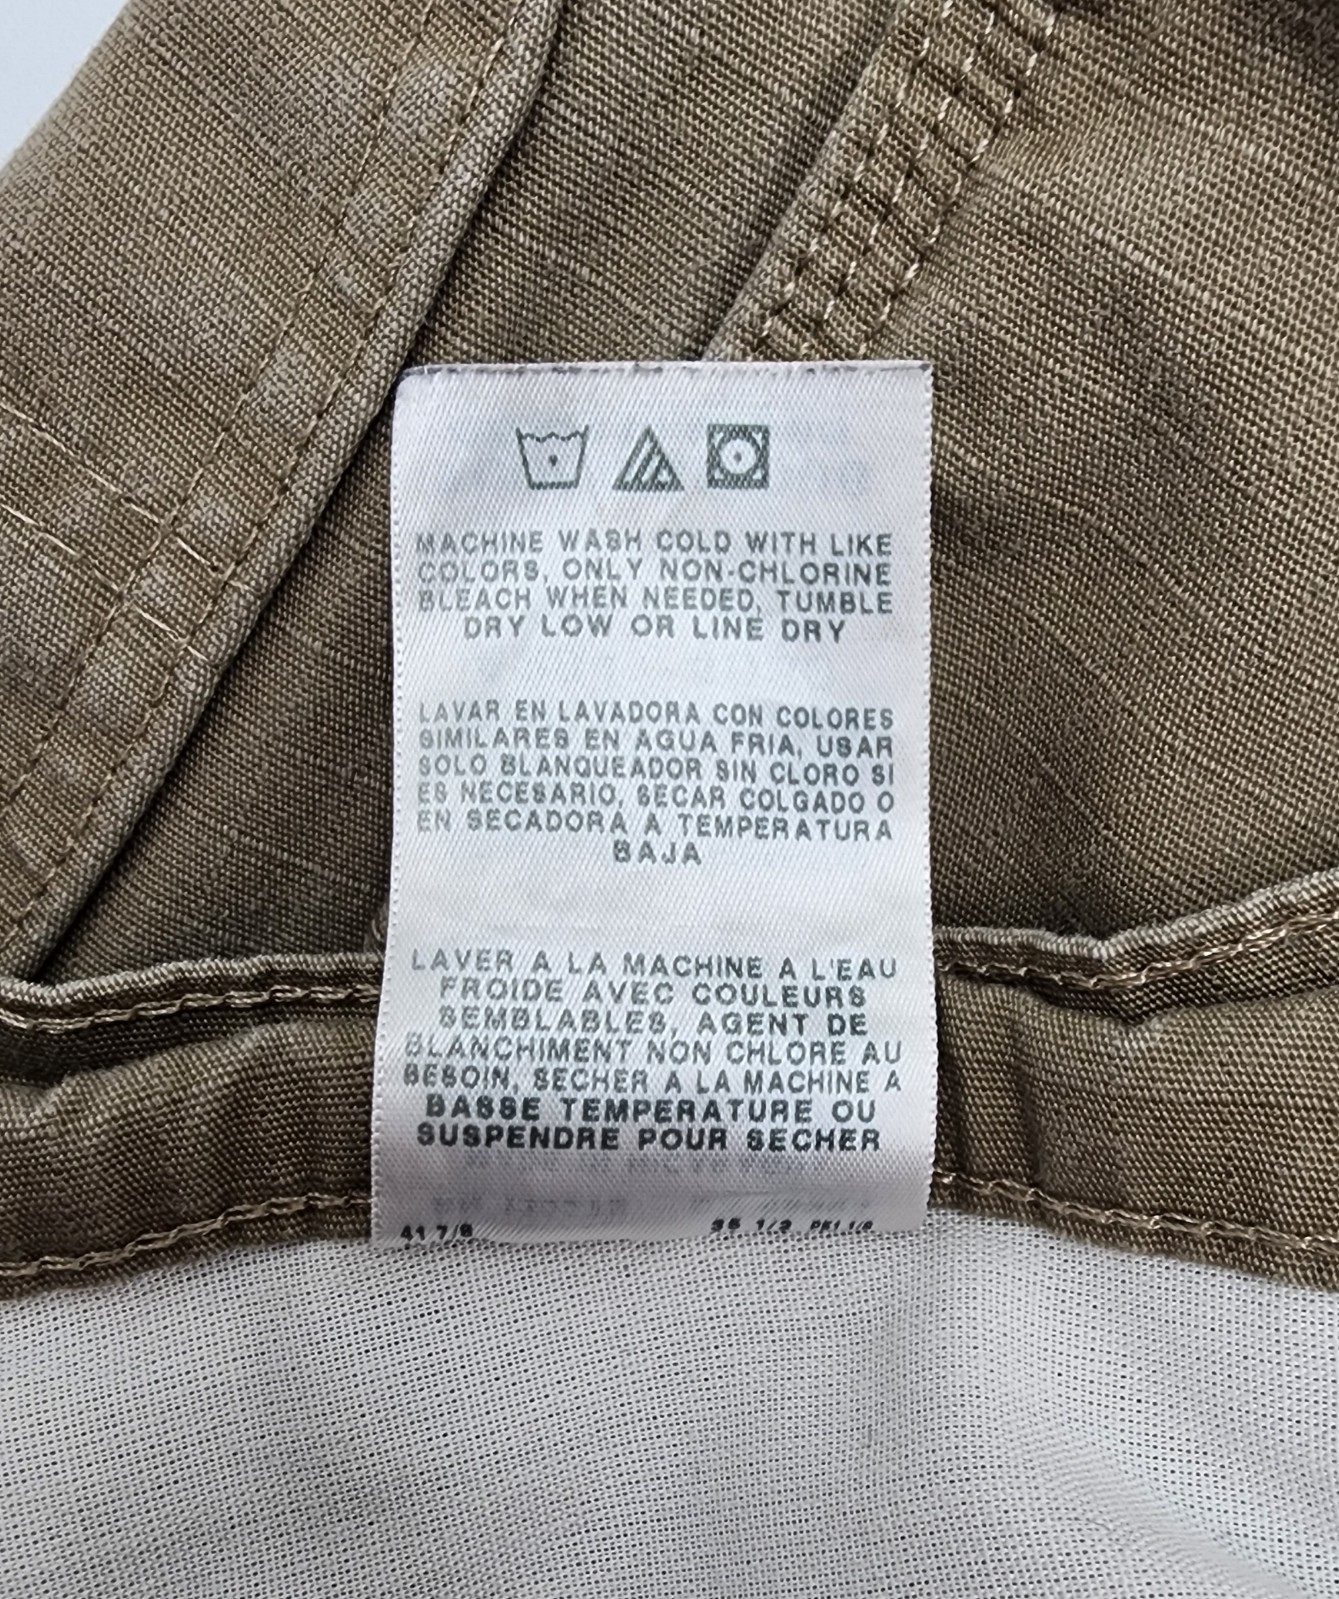 MACHINE WASH COLD WITH LIKE
COLORS, ONLY NON-CHLORINE
BLEACH WHEN NEEDED, TUMBLE
DRY LOW OR LINE DRY
LAVAR EN LAVADORA CON COLORES
SIMILARES EN AGUA FRIA, USAR
SOLO BLANQUEADOR SIN CLORO SI
ES NECESARIO, SECAR COLGADO O
EN SECADORA A TEMPERATURA
BAJA
LAVER A LA MACHINE A L'EAU
FROIDE AVEC COULEURS
SEMBLABLES, AGENT DE
BLANCHIMENT NON CHLORE AU
BESOIN, SECHER A LA MACHINE A
BASSE TEMPERATURE OU
SUSPENDRE POUR SECHER
41 7/8